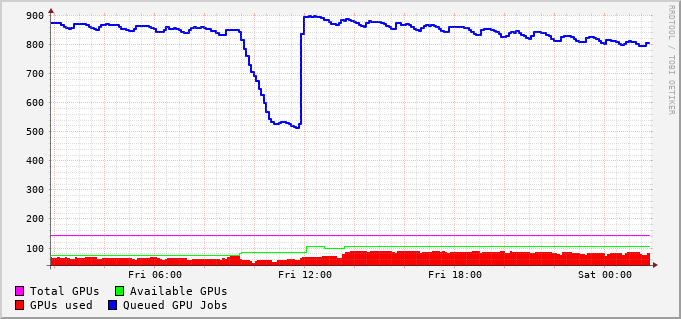 RRDTOOL / TOBI OETIKER
900
800
700
600
500
400
300
200
100
Fri 06:00 Fri 12:00 Fri 18:00 Sat 00:00
Total GPUs Available GPUs
GPUs used Queued GPU Jobs